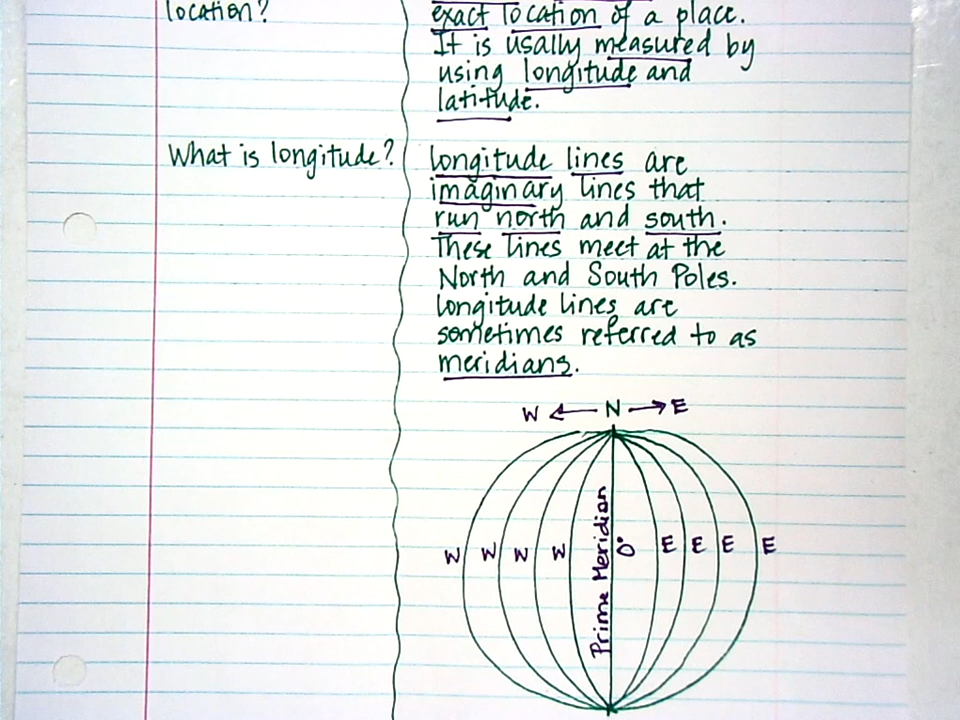 location?
exact location of a place.
It is usally measured by
using longitude and
latitude.
What is longitude?
longitude lines are
imaginary lines that
run north and south.
These lines meet at the
North and South Poles.
longitude lines are
sometimes referred to as
meridians.
W ← N → E
W W W W Prime Meridian 0° E E E E